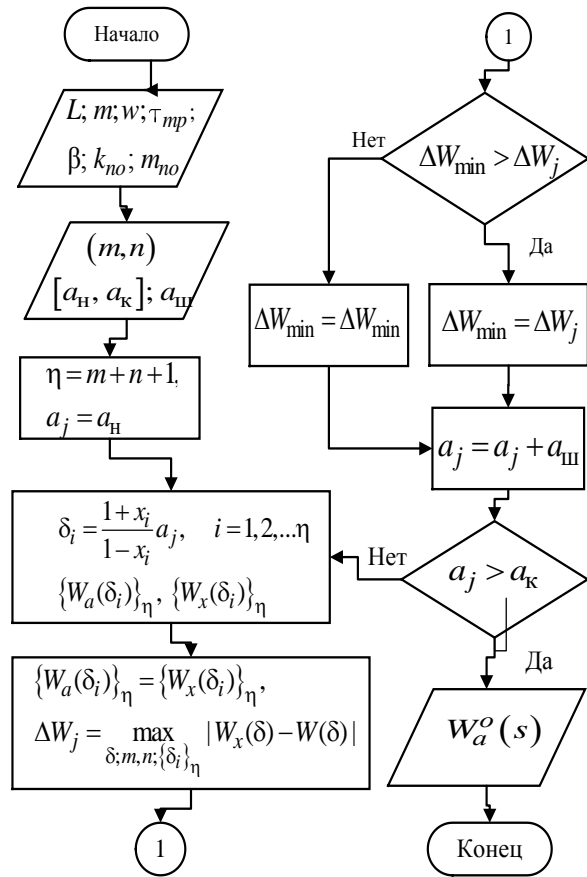 Начало
L; m; w; τ_mp;
β; k_no; m_no
(m,n)
[a_н, a_к]; a_ш
η = m + n + 1,
a_j = a_н
δ_i = (1 + x_i)/(1 − x_i) a_j, i = 1,2,...η
{W_a(δ_i)}_η, {W_x(δ_i)}_η
{W_a(δ_i)}_η = {W_x(δ_i)}_η,
ΔW_j = max_{δ;m,n;{δ_i}_η} |W_x(δ) − W(δ)|
1
1
Нет
ΔW_min > ΔW_j
Да
ΔW_min = ΔW_min
ΔW_min = ΔW_j
a_j = a_j + a_ш
Нет
a_j > a_к
Да
W_a^o(s)
Конец